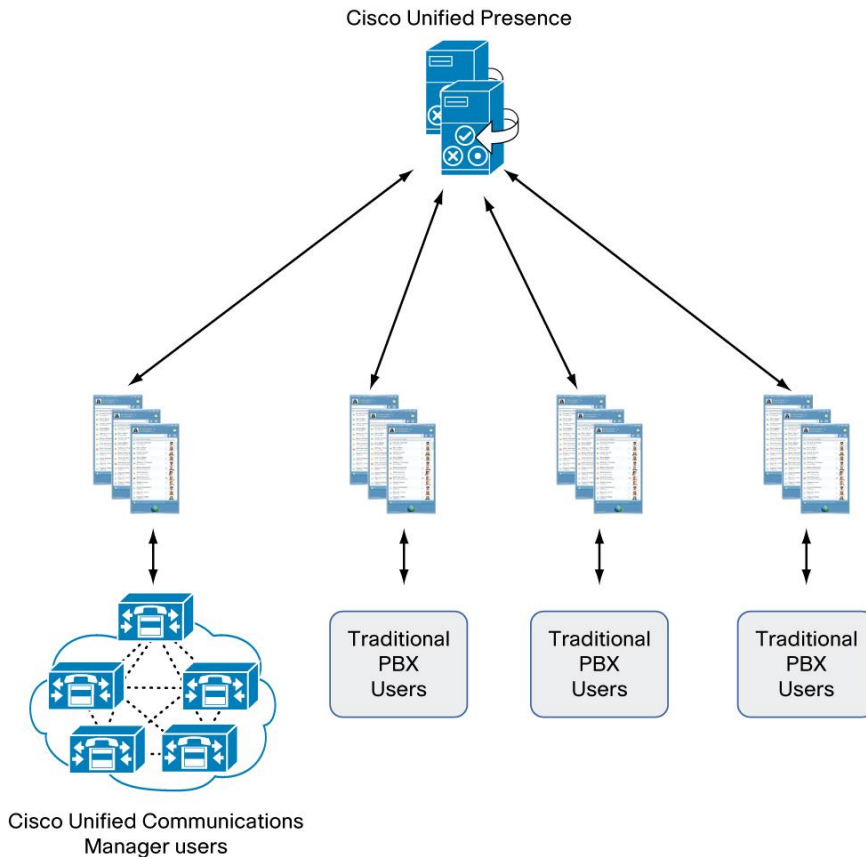 Cisco Unified Presence
Traditional
PBX
Users
Traditional
PBX
Users
Traditional
PBX
Users
Cisco Unified Communications
Manager users